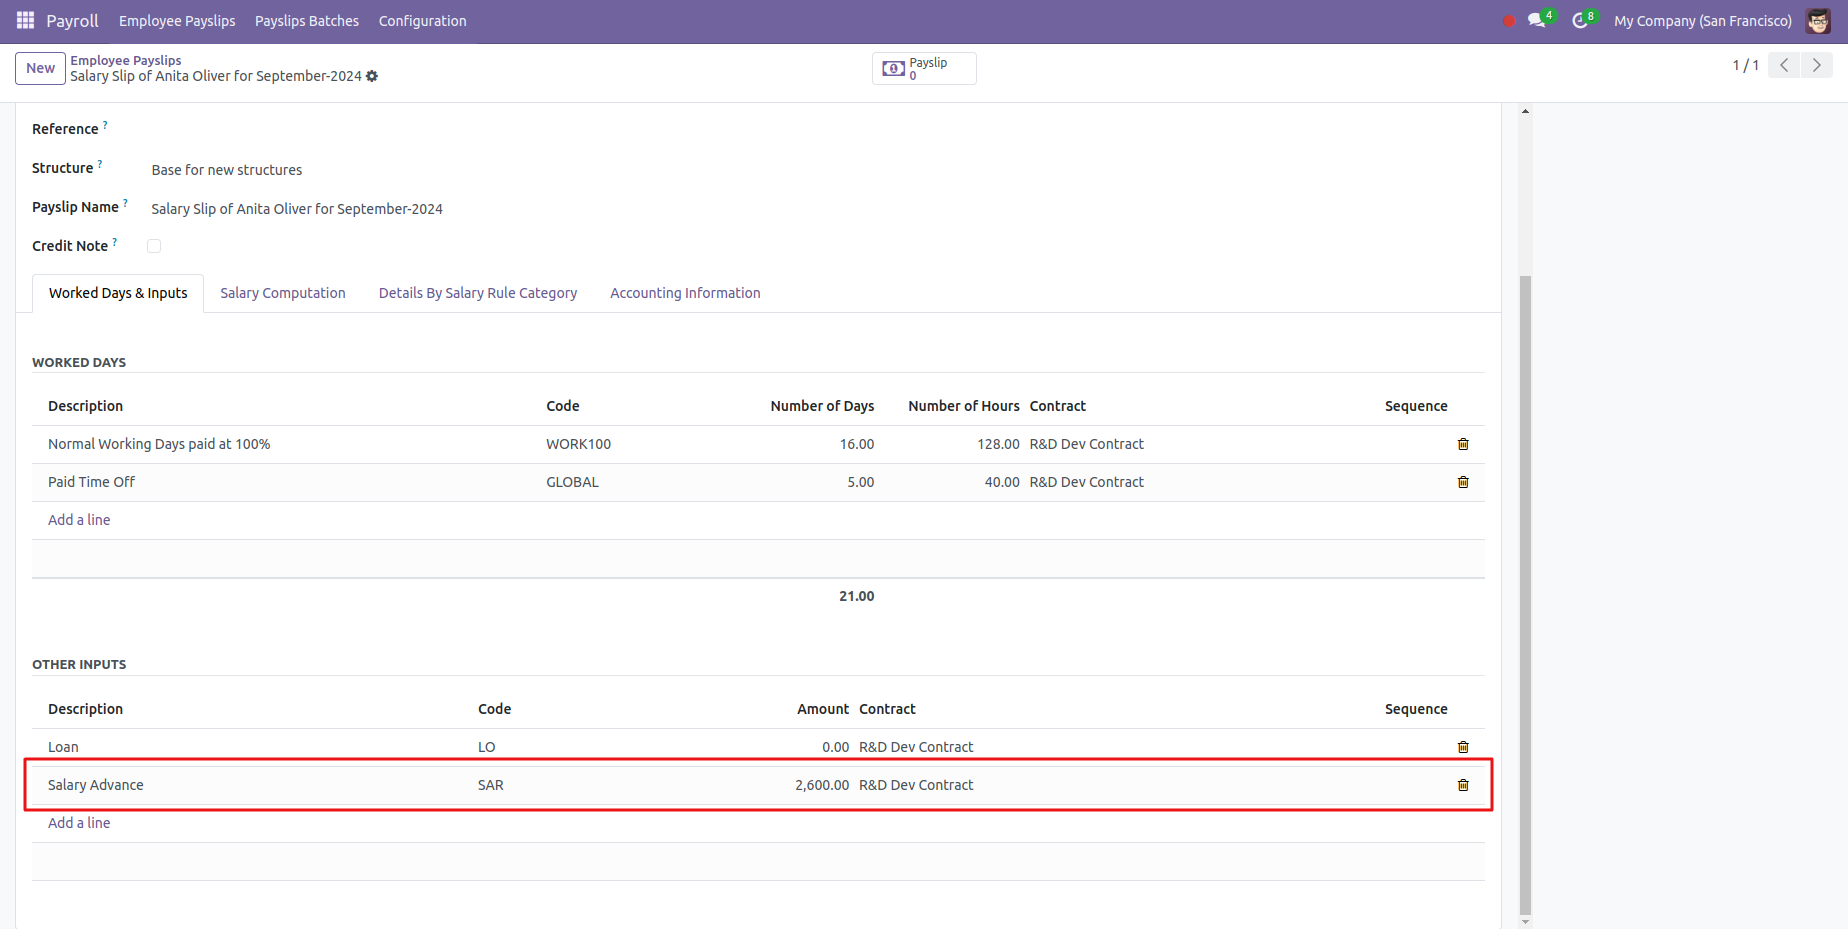 Payroll Employee Payslips Payslips Batches Configuration 4 8 My Company (San Francisco)
New Employee Payslips
Salary Slip of Anita Oliver for September-2024
Payslip
0
1 / 1
Reference ?
Structure ? Base for new structures
Payslip Name ? Salary Slip of Anita Oliver for September-2024
Credit Note ?
Worked Days & Inputs Salary Computation Details By Salary Rule Category Accounting Information
WORKED DAYS
Description Code Number of Days Number of Hours Contract Sequence
Normal Working Days paid at 100% WORK100 16.00 128.00 R&D Dev Contract
Paid Time Off GLOBAL 5.00 40.00 R&D Dev Contract
Add a line
21.00
OTHER INPUTS
Description Code Amount Contract Sequence
Loan LO 0.00 R&D Dev Contract
Salary Advance SAR 2,600.00 R&D Dev Contract
Add a line